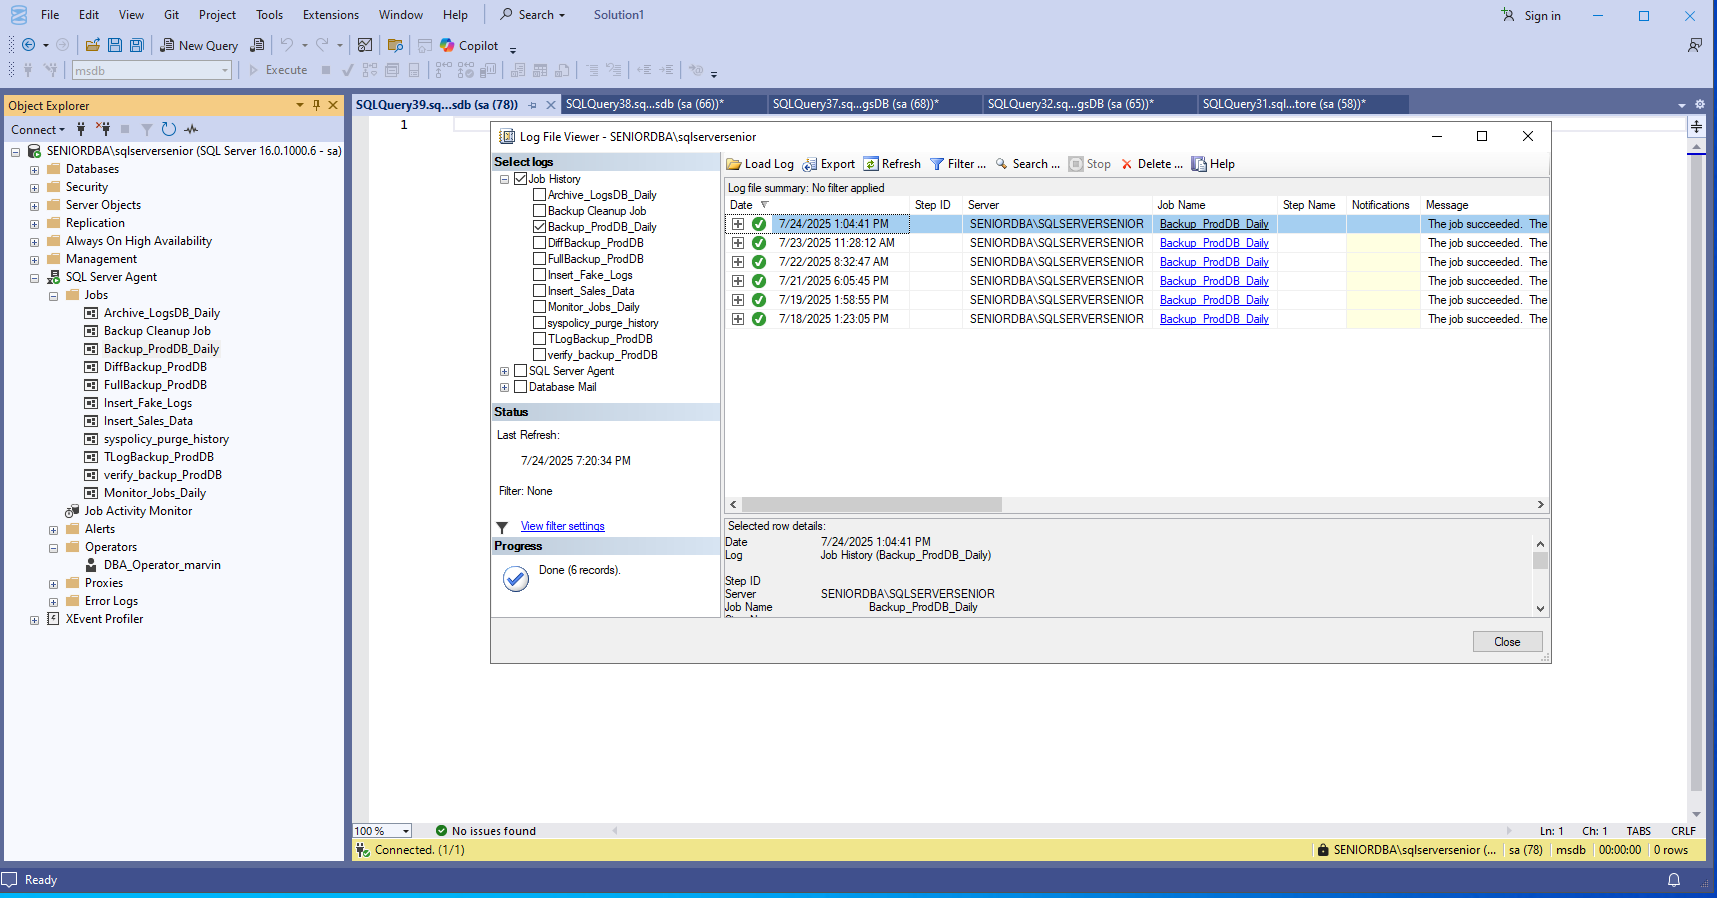 File Edit View Git Project Tools Extensions Window Help Search Solution1 Sign in
New Query Copilot
msdb Execute
Object Explorer
Connect
SENIORDBA\sqlserversenior (SQL Server 16.0.1000.6 - sa)
Databases
Security
Server Objects
Replication
Always On High Availability
Management
SQL Server Agent
Jobs
Archive_LogsDB_Daily
Backup Cleanup Job
Backup_ProdDB_Daily
DiffBackup_ProdDB
FullBackup_ProdDB
Insert_Fake_Logs
Insert_Sales_Data
syspolicy_purge_history
TLogBackup_ProdDB
verify_backup_ProdDB
Monitor_Jobs_Daily
Job Activity Monitor
Alerts
Operators
DBA_Operator_marvin
Proxies
Error Logs
XEvent Profiler
SQLQuery39.sq...sdb (sa (78)) SQLQuery38.sq...sdb (sa (66))* SQLQuery37.sq...gsDB (sa (68))* SQLQuery32.sq...gsDB (sa (65))* SQLQuery31.sql...tore (sa (58))*
1
Log File Viewer - SENIORDBA\sqlserversenior
Select logs
Job History
Archive_LogsDB_Daily
Backup Cleanup Job
Backup_ProdDB_Daily
DiffBackup_ProdDB
FullBackup_ProdDB
Insert_Fake_Logs
Insert_Sales_Data
Monitor_Jobs_Daily
syspolicy_purge_history
TLogBackup_ProdDB
verify_backup_ProdDB
SQL Server Agent
Database Mail
Status
Last Refresh:
7/24/2025 7:20:34 PM
Filter: None
View filter settings
Progress
Done (6 records).
Load Log Export Refresh Filter ... Search ... Stop Delete ... Help
Log file summary: No filter applied
Date Step ID Server Job Name Step Name Notifications Message
7/24/2025 1:04:41 PM SENIORDBA\SQLSERVERSENIOR Backup_ProdDB_Daily The job succeeded. The
7/23/2025 11:28:12 AM SENIORDBA\SQLSERVERSENIOR Backup_ProdDB_Daily The job succeeded. The
7/22/2025 8:32:47 AM SENIORDBA\SQLSERVERSENIOR Backup_ProdDB_Daily The job succeeded. The
7/21/2025 6:05:45 PM SENIORDBA\SQLSERVERSENIOR Backup_ProdDB_Daily The job succeeded. The
7/19/2025 1:58:55 PM SENIORDBA\SQLSERVERSENIOR Backup_ProdDB_Daily The job succeeded. The
7/18/2025 1:23:05 PM SENIORDBA\SQLSERVERSENIOR Backup_ProdDB_Daily The job succeeded. The
Selected row details:
Date 7/24/2025 1:04:41 PM
Log Job History (Backup_ProdDB_Daily)
Step ID
Server SENIORDBA\SQLSERVERSENIOR
Job Name Backup_ProdDB_Daily
Close
100 % No issues found Ln: 1 Ch: 1 TABS CRLF
Connected. (1/1) SENIORDBA\sqlserversenior (... sa (78) msdb 00:00:00 0 rows
Ready